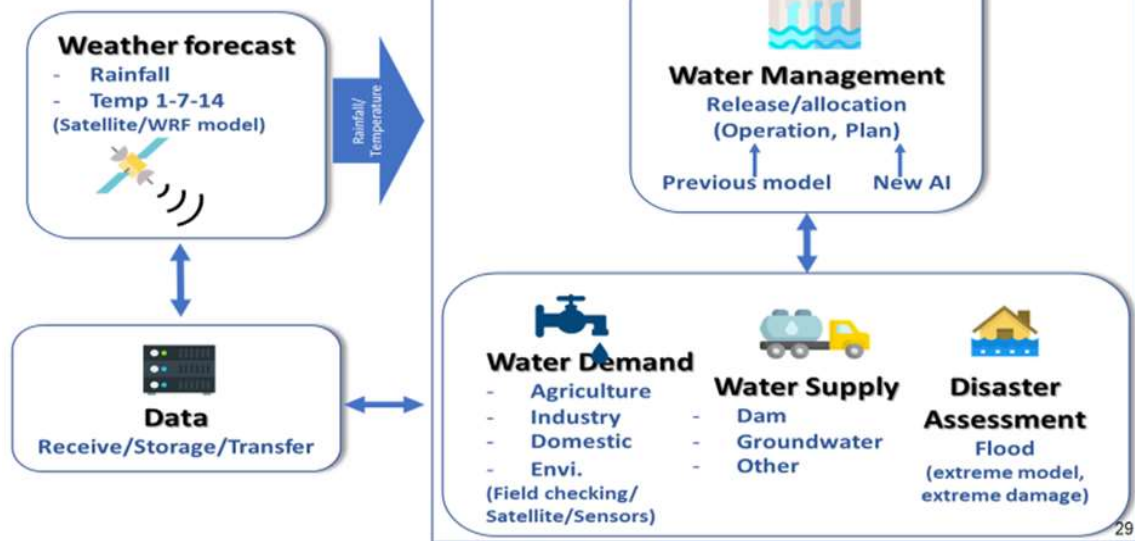 Weather forecast
- Rainfall
- Temp 1-7-14
(Satellite/WRF model)
Rainfall/
Temperature
Water Management
Release/allocation
(Operation, Plan)
Previous model New AI
Data
Receive/Storage/Transfer
Water Demand
- Agriculture
- Industry
- Domestic
- Envi.
(Field checking/
Satellite/Sensors)
Water Supply
- Dam
- Groundwater
- Other
Disaster
Assessment
Flood
(extreme model,
extreme damage)
29